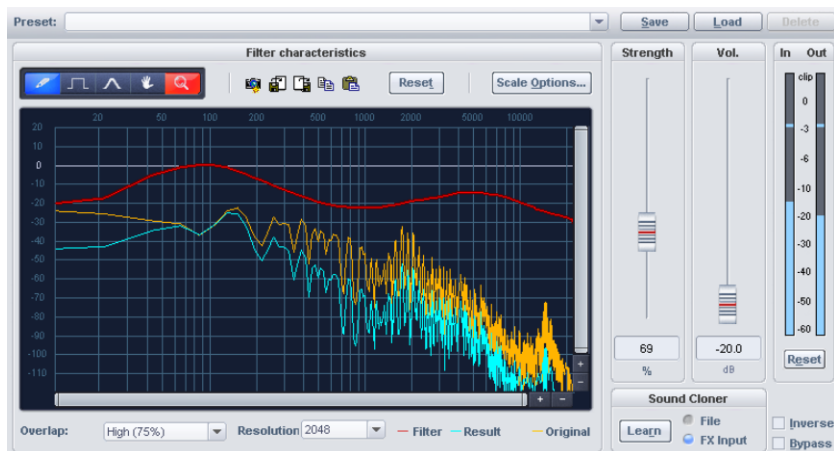 Preset: Save Load Delete
Filter characteristics Strength Vol. In Out
Reset Scale Options...
clip
20 50 100 200 500 1000 2000 5000 10000
20
10
0
-10
-20
-30
-40
-50
-60
-70
-80
-90
-100
-110
0
-3
-6
-10
-20
-30
-40
-50
-60
69 -20.0
% dB
Reset
+
−
+ −
Sound Cloner
Learn File
FX Input
Inverse
Bypass
Overlap: High (75%) Resolution 2048 Filter Result Original